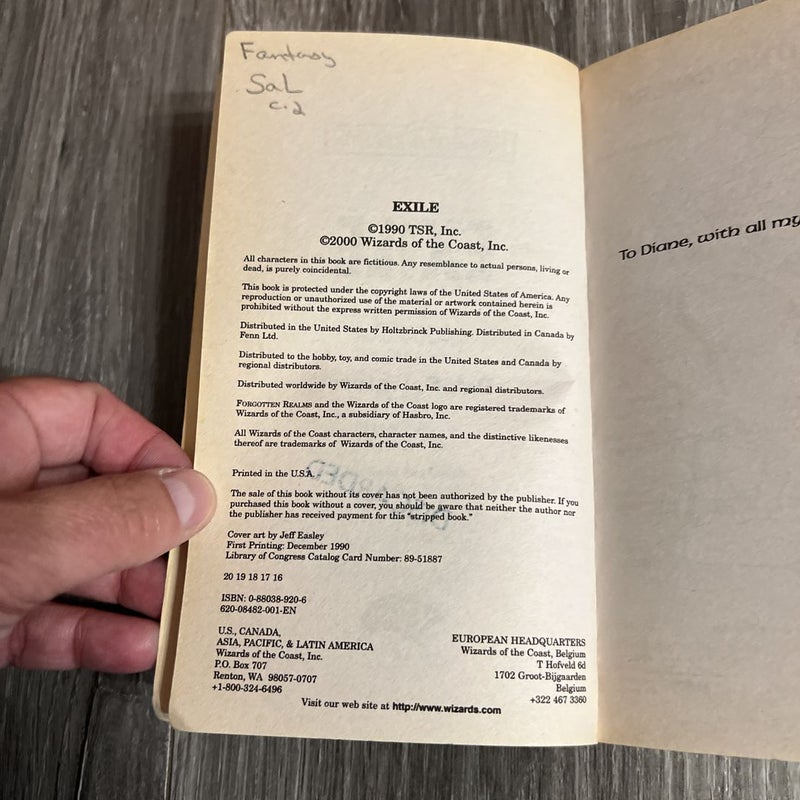 Fantasy
SaL
c.2
EXILE
©1990 TSR, Inc.
©2000 Wizards of the Coast, Inc.
All characters in this book are fictitious. Any resemblance to actual persons, living or
dead, is purely coincidental.
This book is protected under the copyright laws of the United States of America. Any
reproduction or unauthorized use of the material or artwork contained herein is
prohibited without the express written permission of Wizards of the Coast, Inc.
Distributed in the United States by Holtzbrinck Publishing. Distributed in Canada by
Fenn Ltd.
Distributed to the hobby, toy, and comic trade in the United States and Canada by
regional distributors.
Distributed worldwide by Wizards of the Coast, Inc. and regional distributors.
FORGOTTEN REALMS and the Wizards of the Coast logo are registered trademarks of
Wizards of the Coast, Inc., a subsidiary of Hasbro, Inc.
All Wizards of the Coast characters, character names, and the distinctive likenesses
thereof are trademarks of Wizards of the Coast, Inc.
Printed in the U.S.A.
The sale of this book without its cover has not been authorized by the publisher. If you
purchased this book without a cover, you should be aware that neither the author nor
the publisher has received payment for this "stripped book."
Cover art by Jeff Easley
First Printing: December 1990
Library of Congress Catalog Card Number: 89-51887
20 19 18 17 16
ISBN: 0-88038-920-6
620-08482-001-EN
U.S., CANADA,
ASIA, PACIFIC, & LATIN AMERICA
Wizards of the Coast, Inc.
P.O. Box 707
Renton, WA 98057-0707
+1-800-324-6496
EUROPEAN HEADQUARTERS
Wizards of the Coast, Belgium
T Hofveld 6d
1702 Groot-Bijgaarden
Belgium
+322 467 3360
Visit our web site at http://www.wizards.com
To Diane, with all my